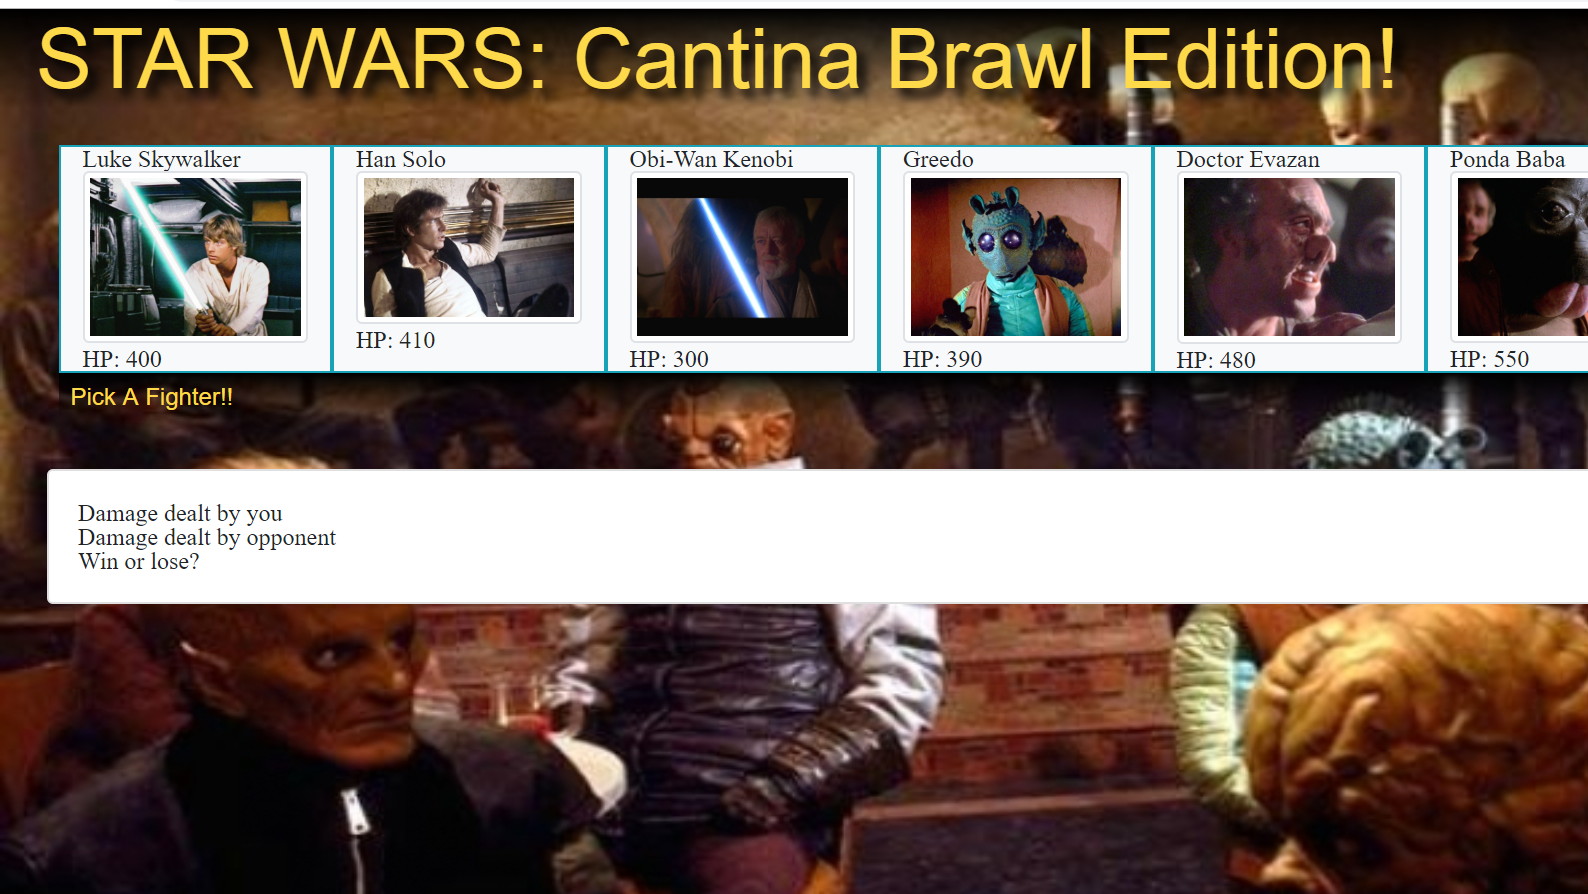 STAR WARS: Cantina Brawl Edition!
Luke Skywalker
HP: 400
Han Solo
HP: 410
Obi-Wan Kenobi
HP: 300
Greedo
HP: 390
Doctor Evazan
HP: 480
Ponda Baba
HP: 550
Pick A Fighter!!
Damage dealt by you
Damage dealt by opponent
Win or lose?